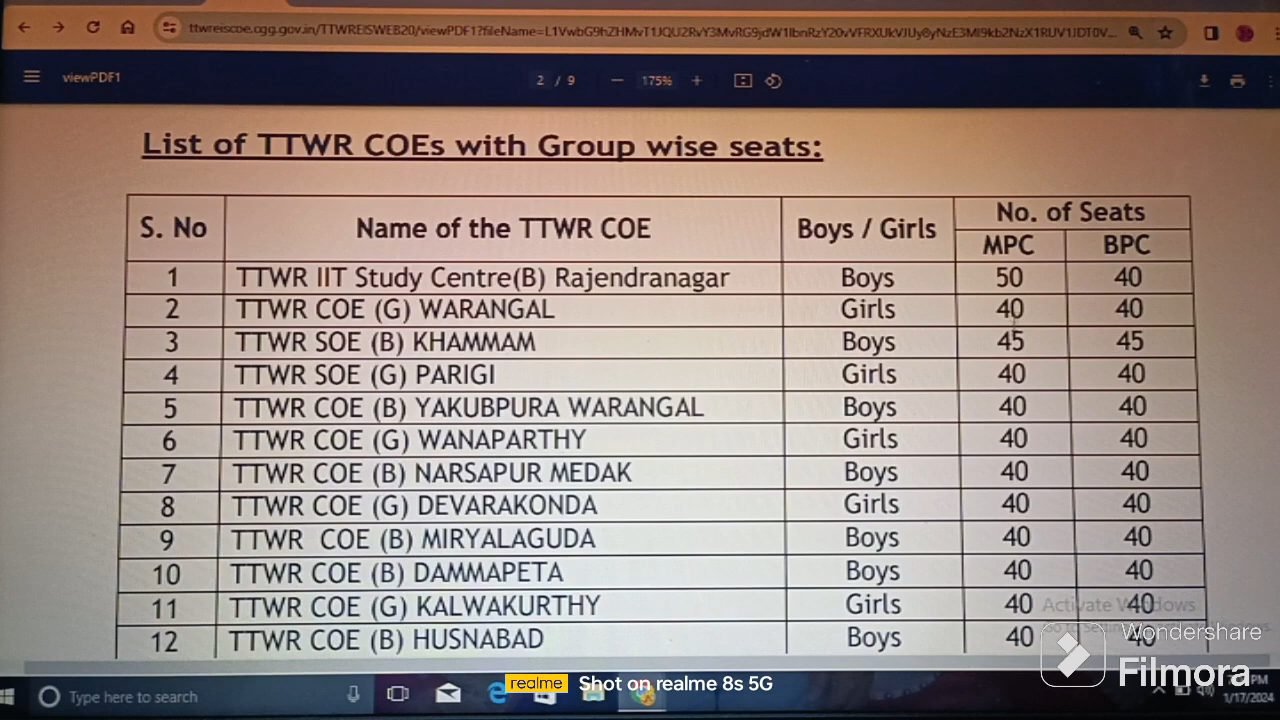 viewPDF1
2 / 9
175%
List of TTWR COEs with Group wise seats:
S. No Name of the TTWR COE Boys / Girls No. of Seats
MPC BPC
1 TTWR IIT Study Centre(B) Rajendranagar Boys 50 40
2 TTWR COE (G) WARANGAL Girls 40 40
3 TTWR SOE (B) KHAMMAM Boys 45 45
4 TTWR SOE (G) PARIGI Girls 40 40
5 TTWR COE (B) YAKUBPURA WARANGAL Boys 40 40
6 TTWR COE (G) WANAPARTHY Girls 40 40
7 TTWR COE (B) NARSAPUR MEDAK Boys 40 40
8 TTWR COE (G) DEVARAKONDA Girls 40 40
9 TTWR COE (B) MIRYALAGUDA Boys 40 40
10 TTWR COE (B) DAMMAPETA Boys 40 40
11 TTWR COE (G) KALWAKURTHY Girls 40 40
12 TTWR COE (B) HUSNABAD Boys 40 40
Activate Windows
Wondershare
Filmora
Type here to search
realme Shot on realme 8s 5G
PM
1/17/2024